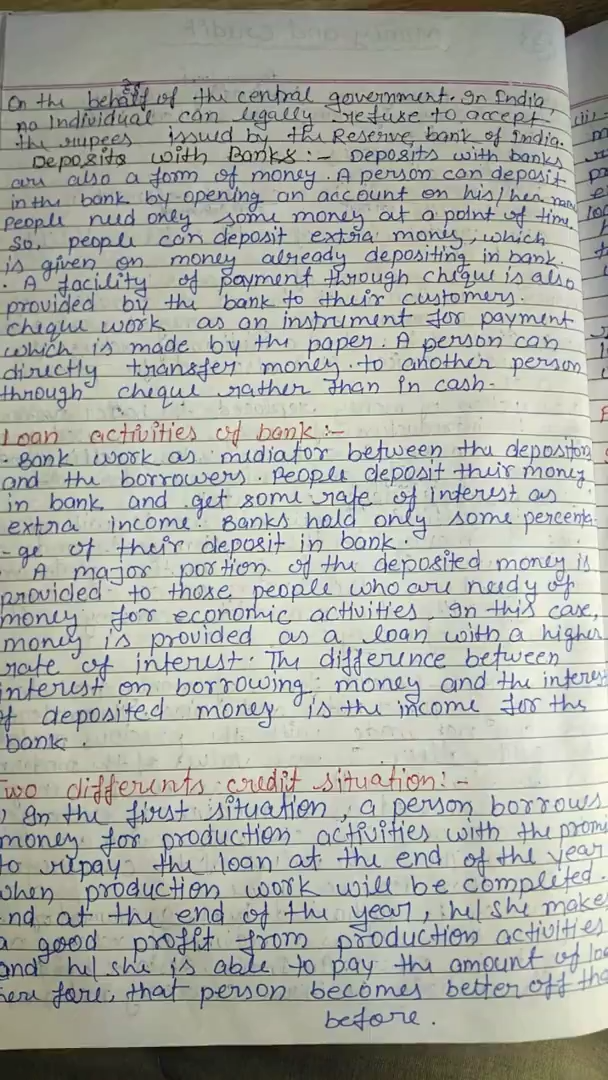 On the behalf of the central government. In India,
no Individual can legally refuse to accept
the rupees issued by the Reserve bank of India.
Deposits with Banks :- Deposits with banks
are also a form of money. A person can deposit
in the bank by opening an account on his/her name
People need only some money at a point of time.
So, people can deposit extra money, which
is given on money already depositing in bank.
· A facility of payment through cheque is also
provided by the bank to their customers.
cheque work as an instrument for payment
which is made by the paper. A person can
directly transfer money to another person
through cheque rather than in cash.
Loan activities of bank :-
· Bank work as mediator between the depositors
and the borrowers. People deposit their money
in bank and get some rate of interest as
extra income. Banks hold only some percenta
-ge of their deposit in bank.
A major portion of the deposited money is
provided to those people who are needy of
money for economic activities. In this case,
money is provided as a loan with a higher
rate of interest. The difference between
interest on borrowing money and the interest
of deposited money is the income for the
bank.
Two differents credit situation :-
) In the first situation, a person borrows
money for production activities with the promi
to repay the loan at the end of the year
when production work will be completed.
nd at the end of the year, he/she makes
a good profit from production activities
and he/she is able to pay the amount of loa
here fore, that person becomes better off tha
before.